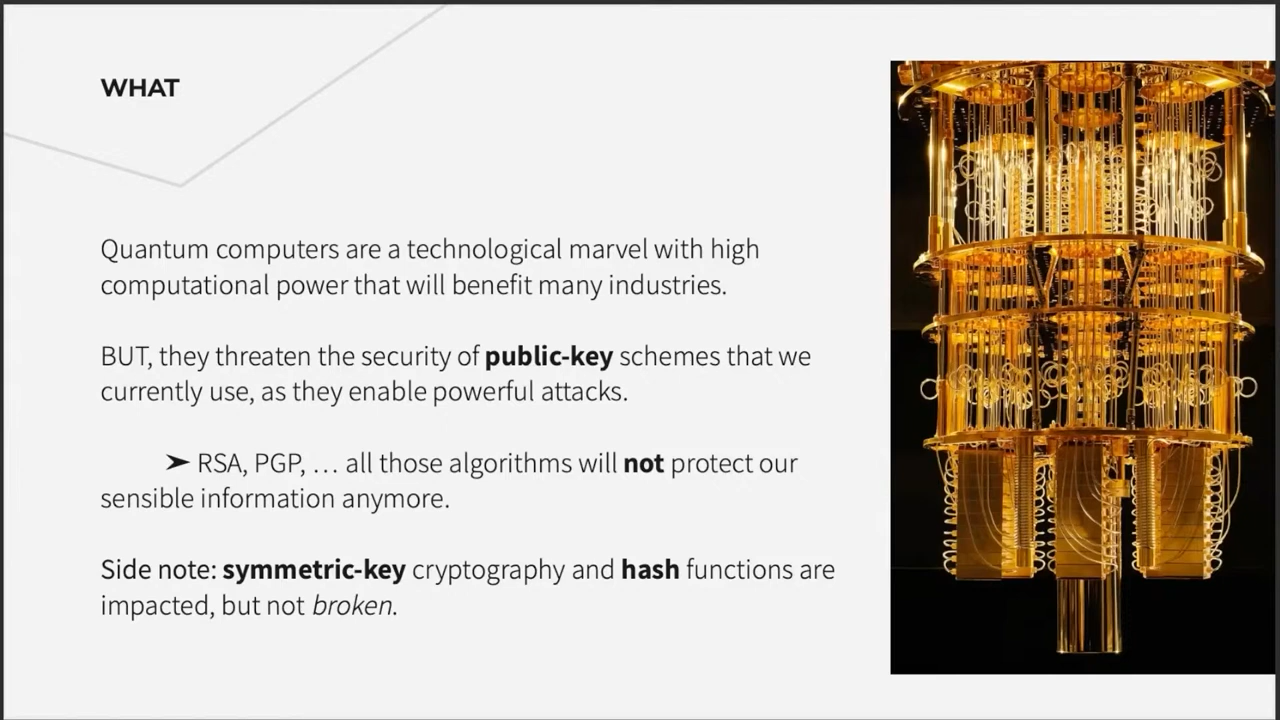 WHAT
Quantum computers are a technological marvel with high
computational power that will benefit many industries.
BUT, they threaten the security of public-key schemes that we
currently use, as they enable powerful attacks.
➤ RSA, PGP, … all those algorithms will not protect our
sensible information anymore.
Side note: symmetric-key cryptography and hash functions are
impacted, but not broken.